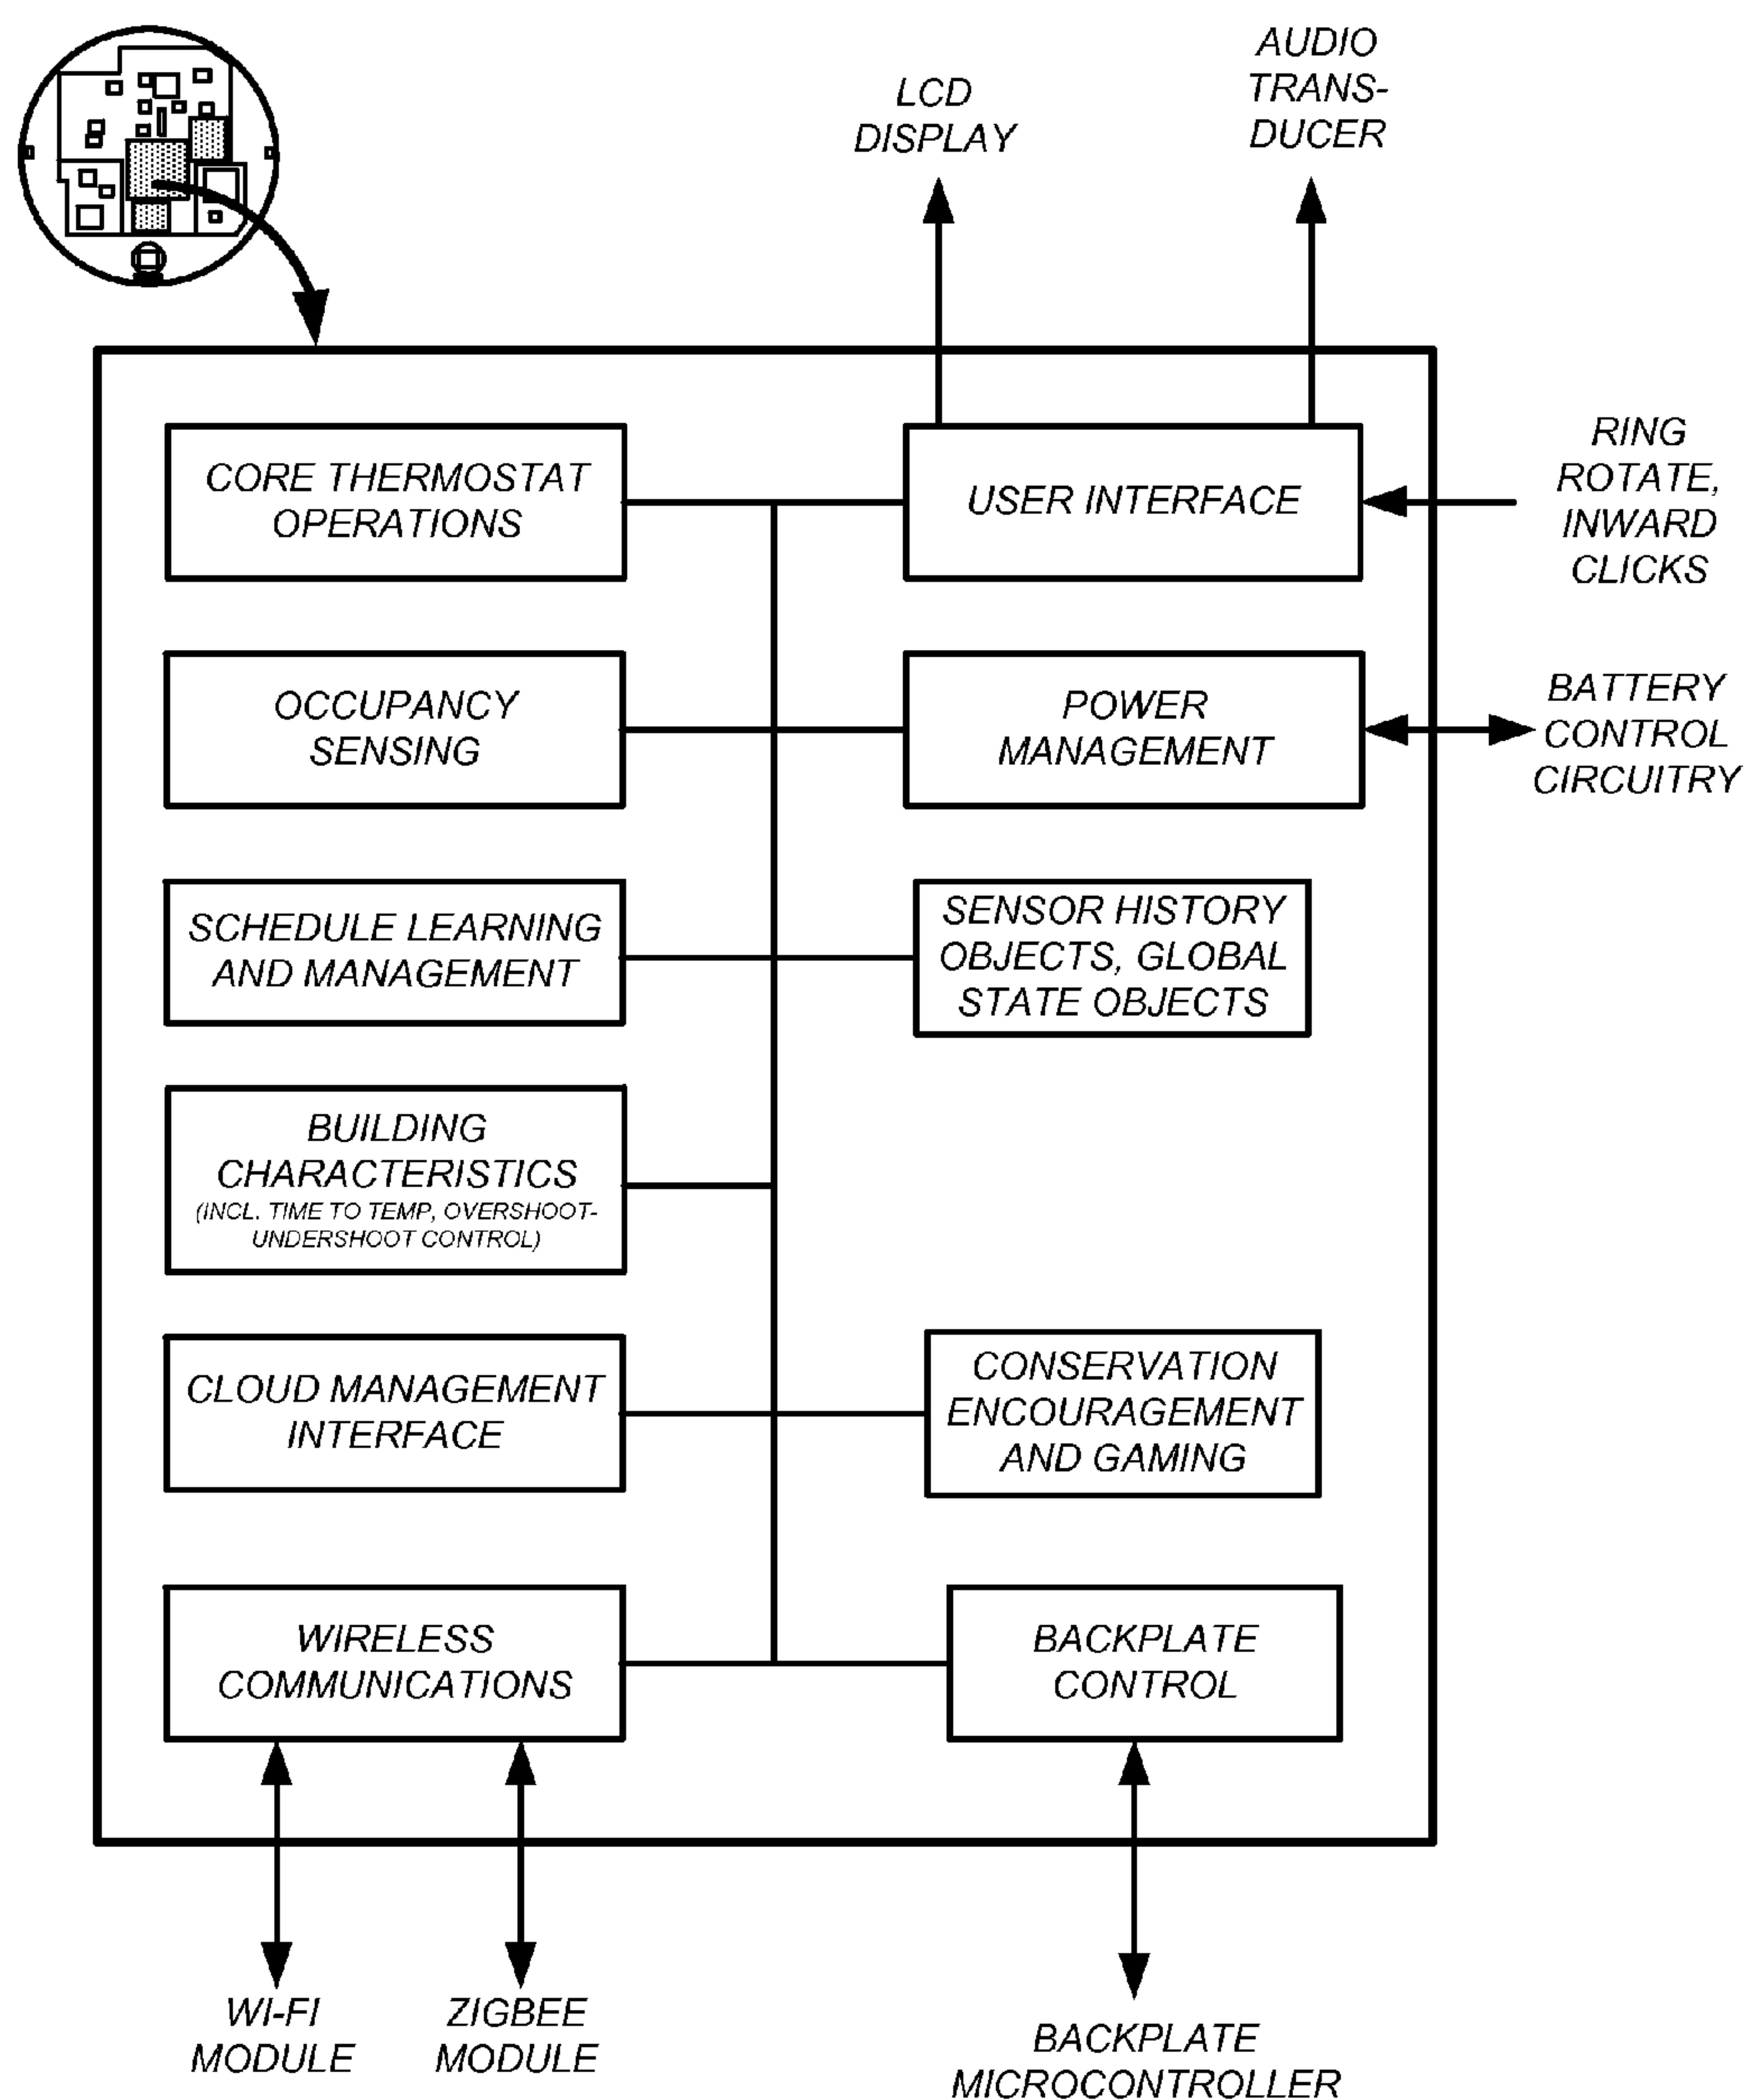 LCD
DISPLAY
AUDIO
TRANS-
DUCER
CORE THERMOSTAT
OPERATIONS
USER INTERFACE
RING
ROTATE,
INWARD
CLICKS
OCCUPANCY
SENSING
POWER
MANAGEMENT
BATTERY
CONTROL
CIRCUITRY
SCHEDULE LEARNING
AND MANAGEMENT
SENSOR HISTORY
OBJECTS, GLOBAL
STATE OBJECTS
BUILDING
CHARACTERISTICS
(INCL. TIME TO TEMP, OVERSHOOT-
UNDERSHOOT CONTROL)
CLOUD MANAGEMENT
INTERFACE
CONSERVATION
ENCOURAGEMENT
AND GAMING
WIRELESS
COMMUNICATIONS
BACKPLATE
CONTROL
WI-FI
MODULE
ZIGBEE
MODULE
BACKPLATE
MICROCONTROLLER